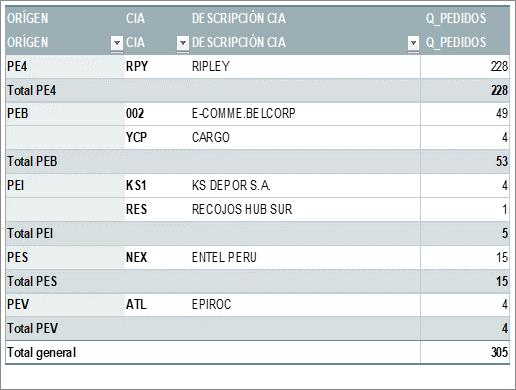 ORÍGEN CIA DESCRIPCIÓN CIA Q_PEDIDOS
ORÍGEN CIA DESCRIPCIÓN CIA Q_PEDIDOS
PE4 RPY RIPLEY 228
Total PE4 228
PEB 002 E-COMME.BELCORP 49
YCP CARGO 4
Total PEB 53
PEI KS1 KS DEPOR S.A. 4
RES RECOJOS HUB SUR 1
Total PEI 5
PES NEX ENTEL PERU 15
Total PES 15
PEV ATL EPIROC 4
Total PEV 4
Total general 305